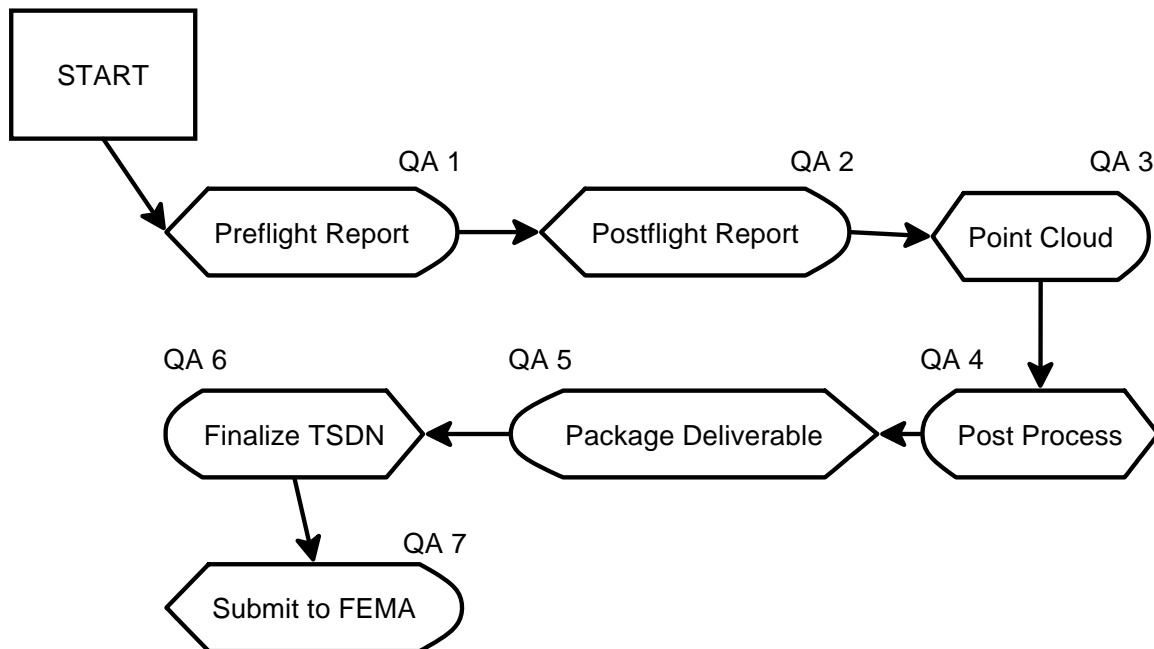 START
QA 1
Preflight Report
QA 2
Postflight Report
QA 3
Point Cloud
QA 4
Post Process
QA 5
Package Deliverable
QA 6
Finalize TSDN
QA 7
Submit to FEMA